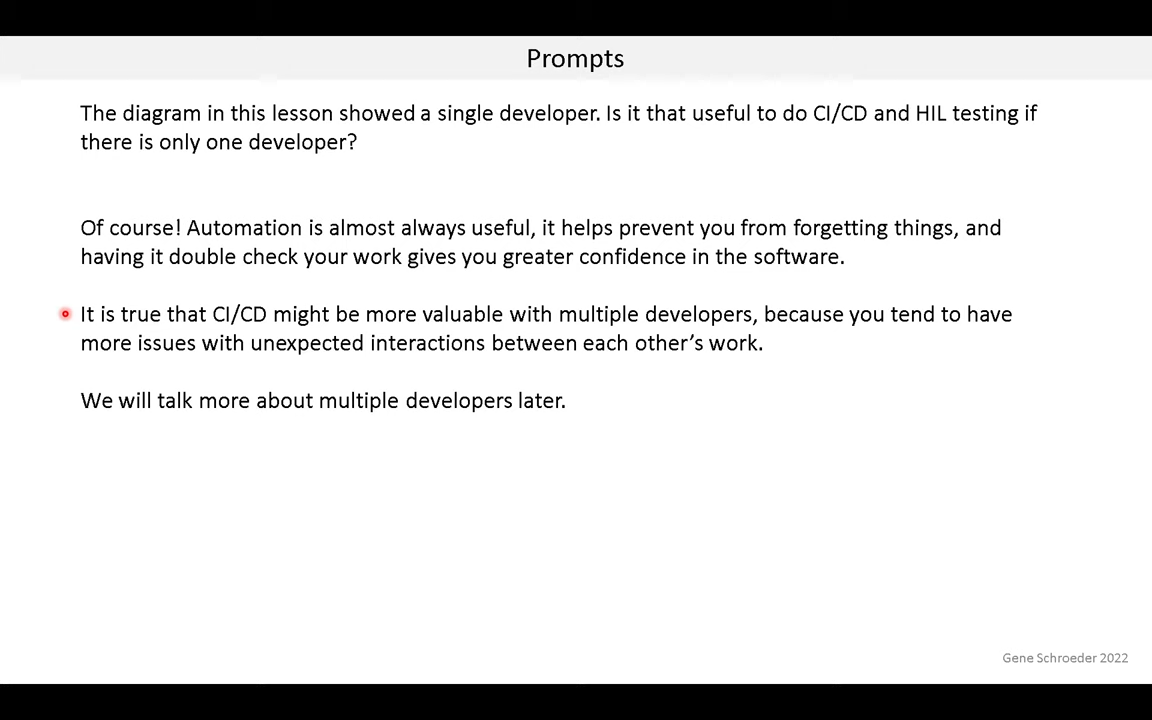 Prompts
The diagram in this lesson showed a single developer. Is it that useful to do CI/CD and HIL testing if
there is only one developer?
Of course! Automation is almost always useful, it helps prevent you from forgetting things, and
having it double check your work gives you greater confidence in the software.
It is true that CI/CD might be more valuable with multiple developers, because you tend to have
more issues with unexpected interactions between each other’s work.
We will talk more about multiple developers later.
Gene Schroeder 2022